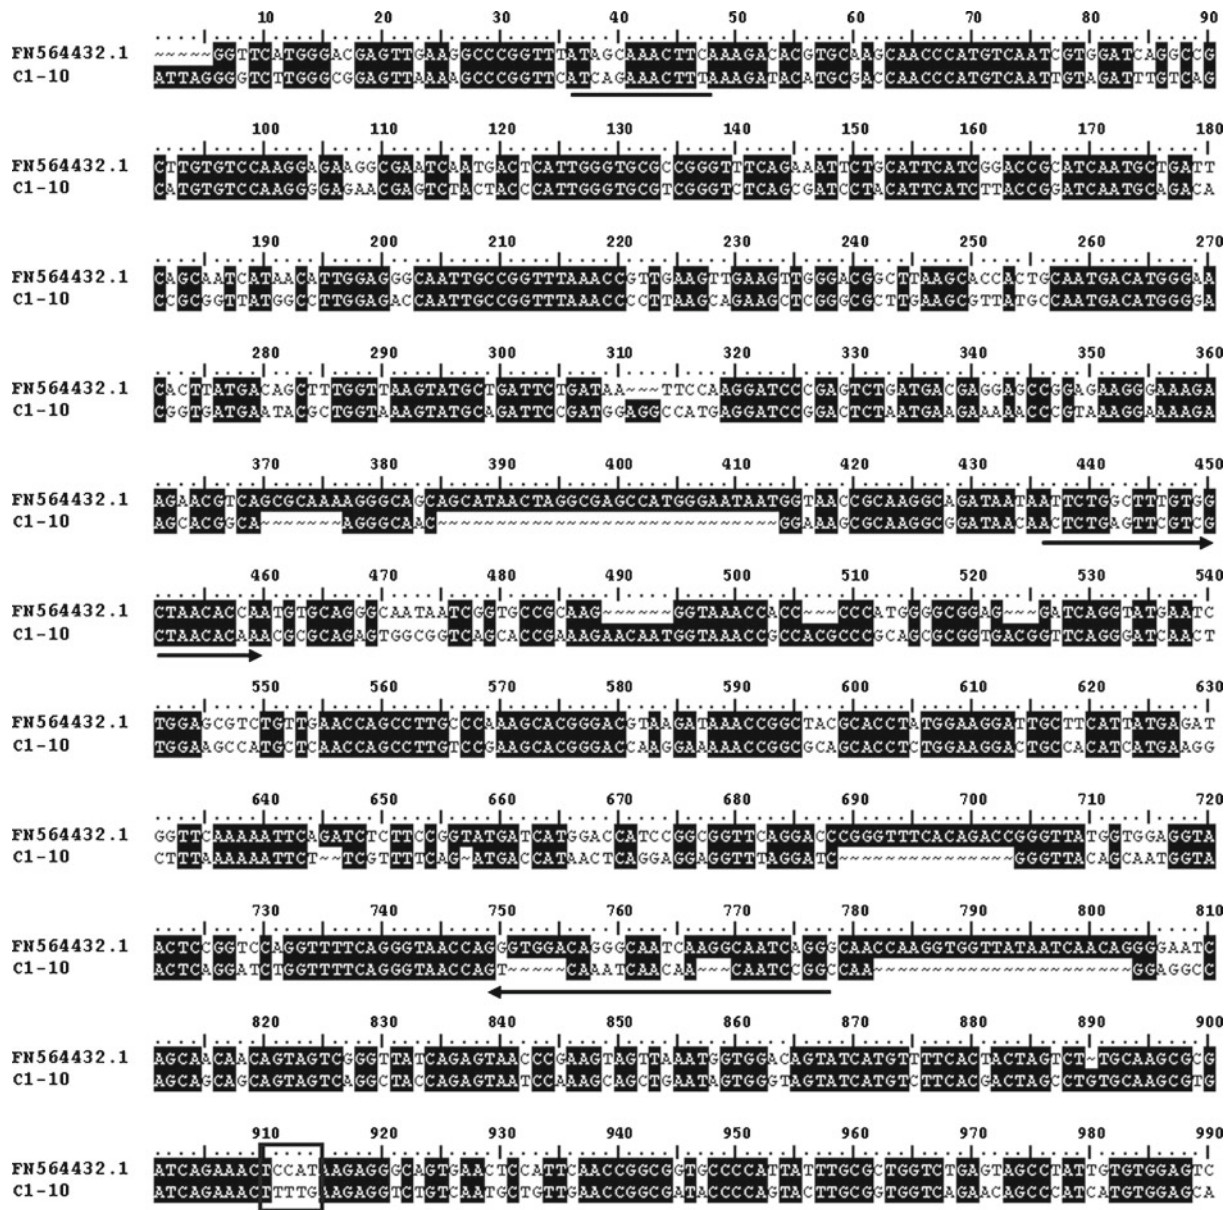 10 20 30 40 50 60 70 80 90
FN564432.1 ~~~~~GGTTCATGGGACGAGTTGAAGGCCCGGTTTATAGCAAACTTCAAAGACACGTGCAAGCAACCCATGTCAATCGTGGATCAGGCCG
C1-10 ATTAGGGGTCTTGGGCGGAGTTAAAAGCCCGGTTCATCAGAAACTTTAAAGATACATGCGACCAACCCATGTCAATTGTAGATTTGTCAG
100 110 120 130 140 150 160 170 180
FN564432.1 CTTGTGTCCAAGGAGAAGGCGAATCAATGACTCATTGGGTGCGCCGGGTTTCAGAAATTCTGCATTCATCGGACCGCATCAATGCTGATT
C1-10 CATGTGTCCAAGGGGAGAACGAGTCTACTACCCATTGGGTGCGTCGGGTCTCAGCGATCCTACATTCATCTTACCGGATCAATGCAGACA
190 200 210 220 230 240 250 260 270
FN564432.1 CAGCAATCATAACATTGGAGGGCAATTGCCGGTTTAAACCGTTGAAGTTGAAGTTGGGACGGCTTAAGCACCACTGCAATGACATGGGAA
C1-10 CCGCGGTTATGGCCTTGGAGACCAATTGCCGGTTTAAACCCCTTAAGCAGAAGCTCGGGCGCTTGAAGCGTTATGCCAATGACATGGGGA
280 290 300 310 320 330 340 350 360
FN564432.1 CACTTATGACAGCTTTGGTTAAGTATGCTGATTCTGATAA~~~TTCCAAGGATCCCGAGTCTGATGACGAGGAGCCGGAGAAGGGAAAGA
C1-10 CGGTGATGAATACGCTGGTAAAGTATGCAGATTCCGATGGAGGCCATGAGGATCCGGACTCTAATGAAGAAAAACCCGTAAAGGAAAAGA
370 380 390 400 410 420 430 440 450
FN564432.1 AGAACGTCAGCGCAAAAGGGCAGCAGCATAACTAGGCGAGCCATGGGAATAATGGTAACCGCAAGGCAGATAATAATTCTGGCTTTGTGG
C1-10 AGCACGGCA~~~~~~~AGGGCAAC~~~~~~~~~~~~~~~~~~~~~~~~~~~~~GGAAAGCGCAAGGCGGATAACAACTCTGAGTTCGTCG
460 470 480 490 500 510 520 530 540
FN564432.1 CTAACACCAATGTGCAGGGCAATAATCGGTGCCGCAAG~~~~~~GGTAAACCACC~~~CCCATGGGGCGGAG~~~GATCAGGTATGAATC
C1-10 CTAACACAAACGCGCAGAGTGGCGGTCAGCACCGAAAGAACAATGGTAAACCGCCACGCCCGCAGCGCGGTGACGGTTCAGGGATCAACT
550 560 570 580 590 600 610 620 630
FN564432.1 TGGAGCGTCTGTTGAACCAGCCTTGCCCAAAGCACGGGACGTAAGATAAACCGGCTACGCACCTATGGAAGGATTGCTTCATTATGAGAT
C1-10 TGGAAGCCATGCTCAACCAGCCTTGTCCGAAGCACGGGACCAAGGAAAAACCGGCGCAGCACCTCTGGAAGGACTGCCACATCATGAAGG
640 650 660 670 680 690 700 710 720
FN564432.1 GGTTCAAAAATTCAGATCTCTTCCGGTATGATCATGGACCATCCGGCGGTTCAGGACCCGGGTTTCACAGACCGGGTTATGGTGGAGGTA
C1-10 CTTTAAAAAATTCT~~TCGTTTTCAG~ATGACCATAACTCAGGAGGAGGTTTAGGATC~~~~~~~~~~~~~~~GGGTTACAGCAATGGTA
730 740 750 760 770 780 790 800 810
FN564432.1 ACTCCGGTCCAGGTTTTCAGGGTAACCAGGGTGGACAGGGCAATCAAGGCAATCAGGGCAACCAAGGTGGTTATAATCAACAGGGGAATC
C1-10 ACTCAGGATCTGGTTTTCAGGGTAACCAGT~~~~~CAAATCAACAA~~~CAATCCGGCCAA~~~~~~~~~~~~~~~~~~~~~~GGAGGCC
820 830 840 850 860 870 880 890 900
FN564432.1 AGCAACAACAGTAGTCGGGTTATCAGAGTAACCCGAAGTAGTTAAATGGTGGACAGTATCATGTTTTCACTACTAGTCT~TGCAAGCGCG
C1-10 AGCAGCAGCAGTAGTCAGGCTACCAGAGTAATCCAAAGCAGCTGAATAGTGGGTAGTATCATGTCTTCACGACTAGCCTGTGCAAGCGTG
910 920 930 940 950 960 970 980 990
FN564432.1 ATCAGAAACTCCATAAGAGGGCAGTGAACTCCATTCAACCGGCGGTGCCCCATTATTTGCGCTGGTCTGAGTAGCCTATTGTGTGGAGTC
C1-10 ATCAGAAACTTTTGAAGAGGTCTGTCAATGCTGTTGAACCGGCGATACCCCAGTACTTGCGGTGGTCAGAACAGCCCATCATGTGGAGCA